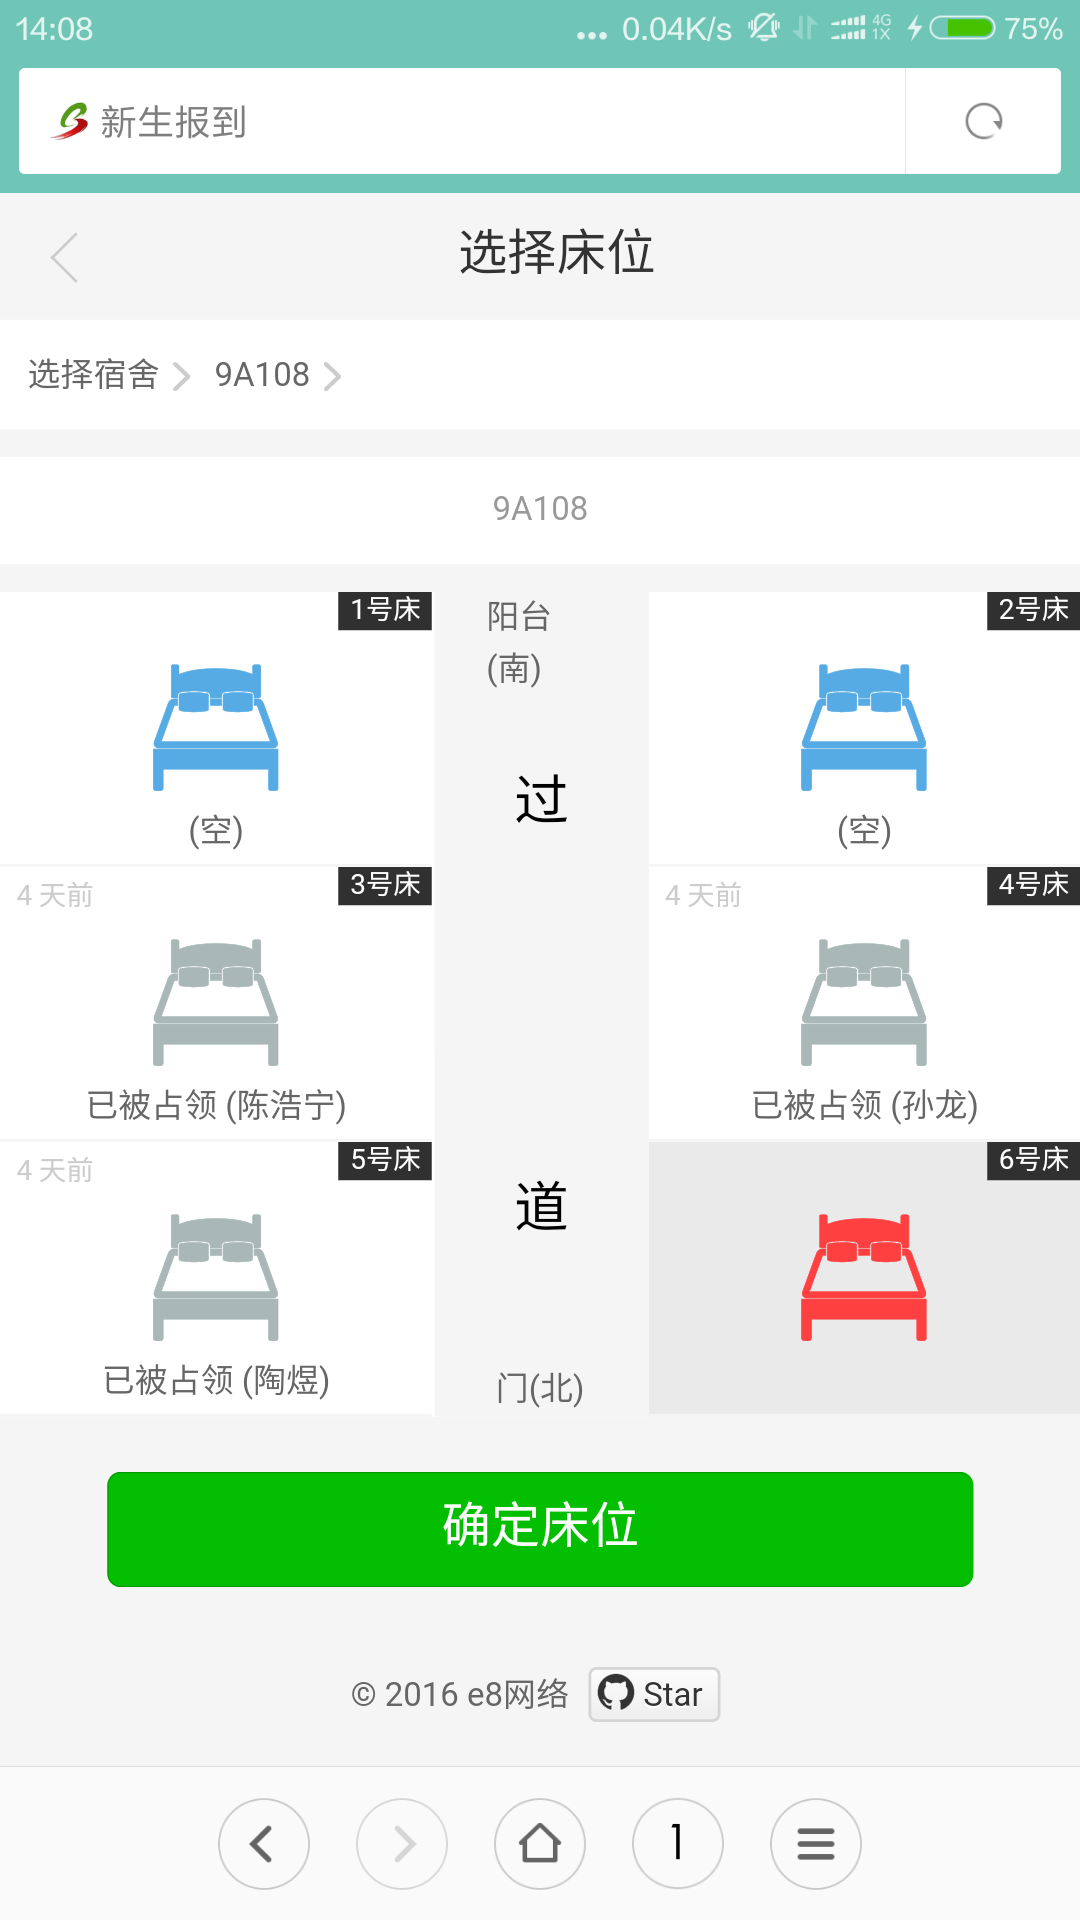 14:08
... 0.04K/s 4G 1X 75%
新生报到
选择床位
选择宿舍 9A108
9A108
1号床
(空)
阳台
(南)
2号床
(空)
过
4 天前
3号床
已被占领 (陈浩宁)
4 天前
4号床
已被占领 (孙龙)
4 天前
5号床
已被占领 (陶煜)
道
门(北)
6号床
确定床位
© 2016 e8网络 Star
1